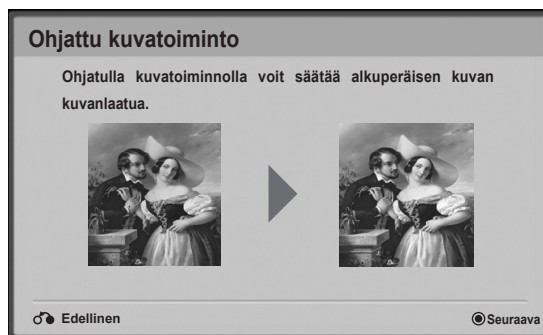 Ohjattu kuvatoiminto
Ohjatulla kuvatoiminnolla voit säätää alkuperäisen kuvan
kuvanlaatua.
Edellinen
Seuraava